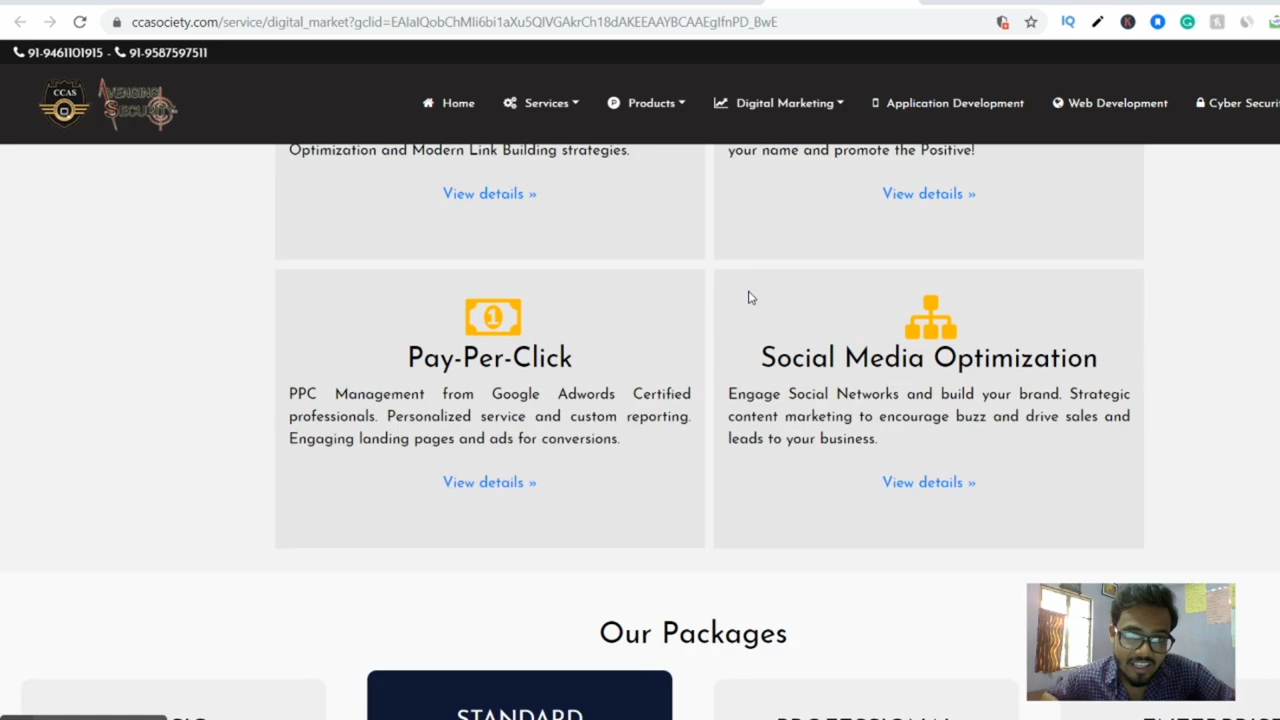 ccasociety.com/service/digital_market?gclid=EAIaIQobChMIi6bi1aXu5QIVGAkrCh18dAKEEAAYBCAAEgIfnPD_BwE
IQ
91-9461101915 - 91-9587597511
CCAS
AVENGING
SECURITY
Home Services Products Digital Marketing Application Development Web Development Cyber Securi
Optimization and Modern Link Building strategies.
your name and promote the Positive!
View details »
View details »
1
Pay-Per-Click
PPC Management from Google Adwords Certified
professionals. Personalized service and custom reporting.
Engaging landing pages and ads for conversions.
View details »
Social Media Optimization
Engage Social Networks and build your brand. Strategic
content marketing to encourage buzz and drive sales and
leads to your business.
View details »
Our Packages
STANDARD